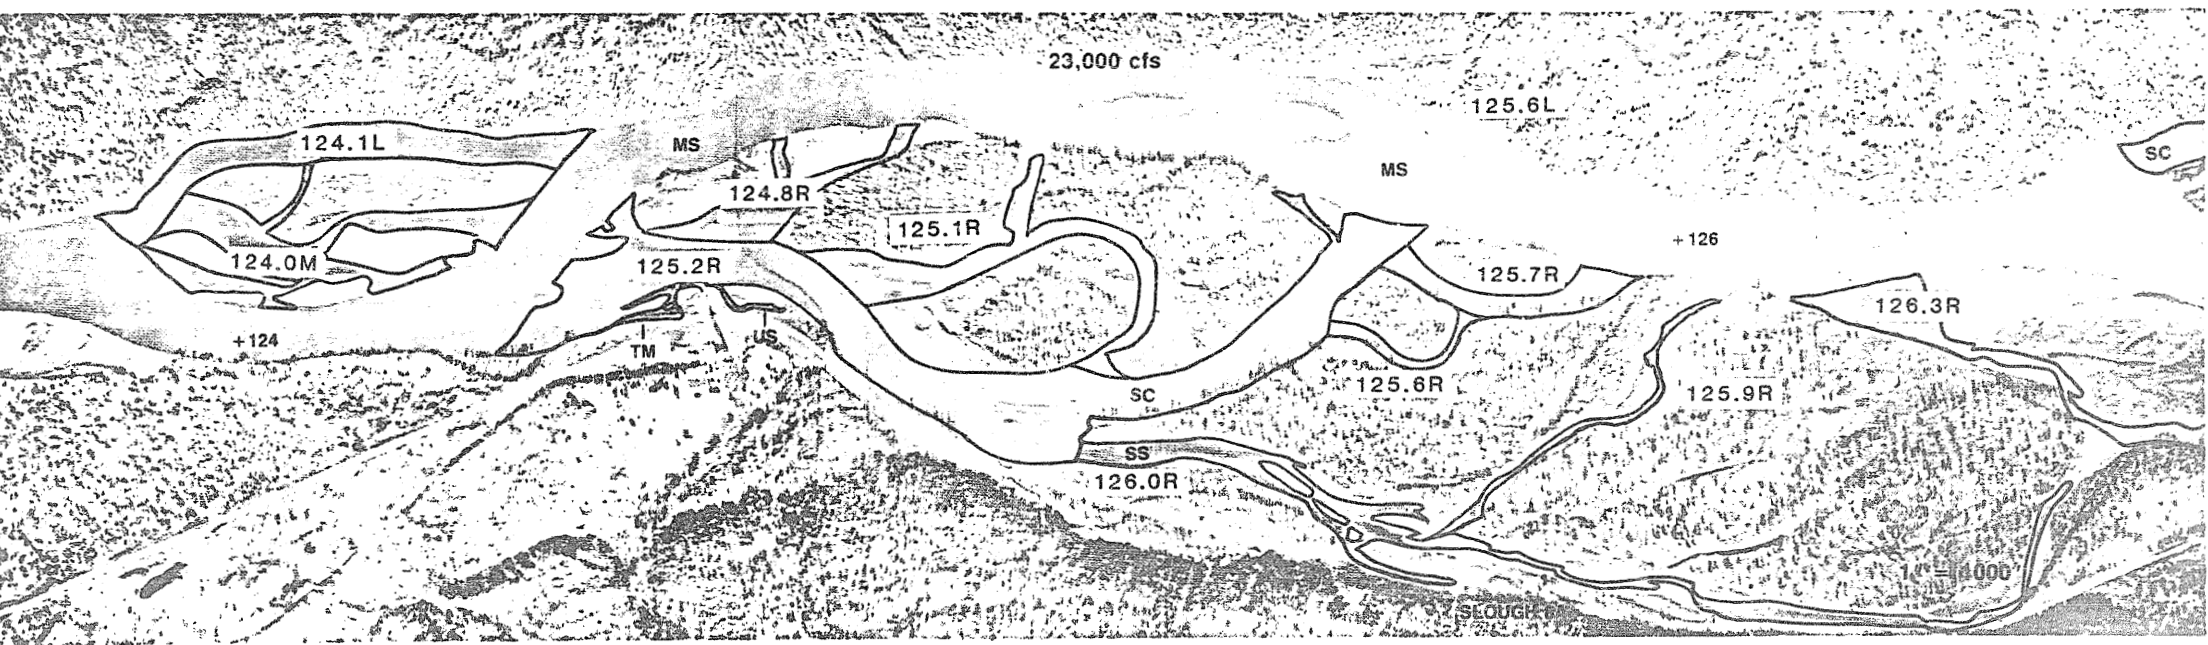 23,000 cfs
125.6L
124.1L
MS
SC
MS
124.8R
125.1R
+126
124.0M
125.2R
125.7R
126.3R
+124
TM
US
125.6R
125.9R
SC
SS
126.0R
SLOUGH